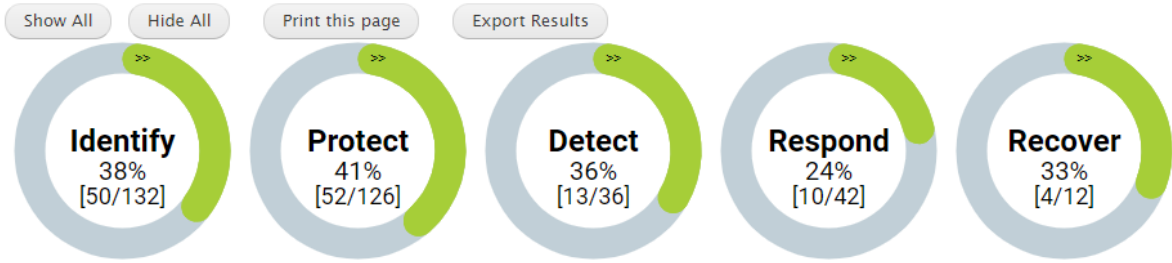 Show All
Hide All
Print this page
Export Results
>>
Identify
38%
[50/132]
>>
Protect
41%
[52/126]
>>
Detect
36%
[13/36]
>>
Respond
24%
[10/42]
>>
Recover
33%
[4/12]